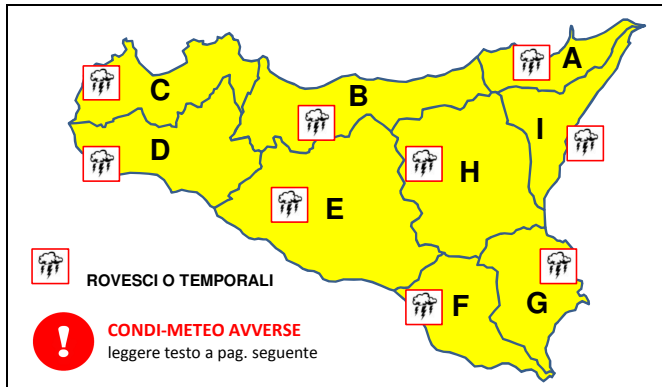 A
C
B
I
D
H
E
ROVESCI O TEMPORALI
F
G
CONDI-METEO AVVERSE
leggere testo a pag. seguente